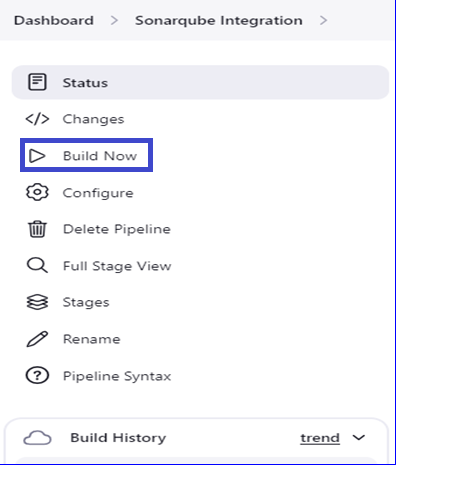 Dashboard > Sonarqube Integration >
Status
</> Changes
Build Now
Configure
Delete Pipeline
Full Stage View
Stages
Rename
? Pipeline Syntax
Build History trend